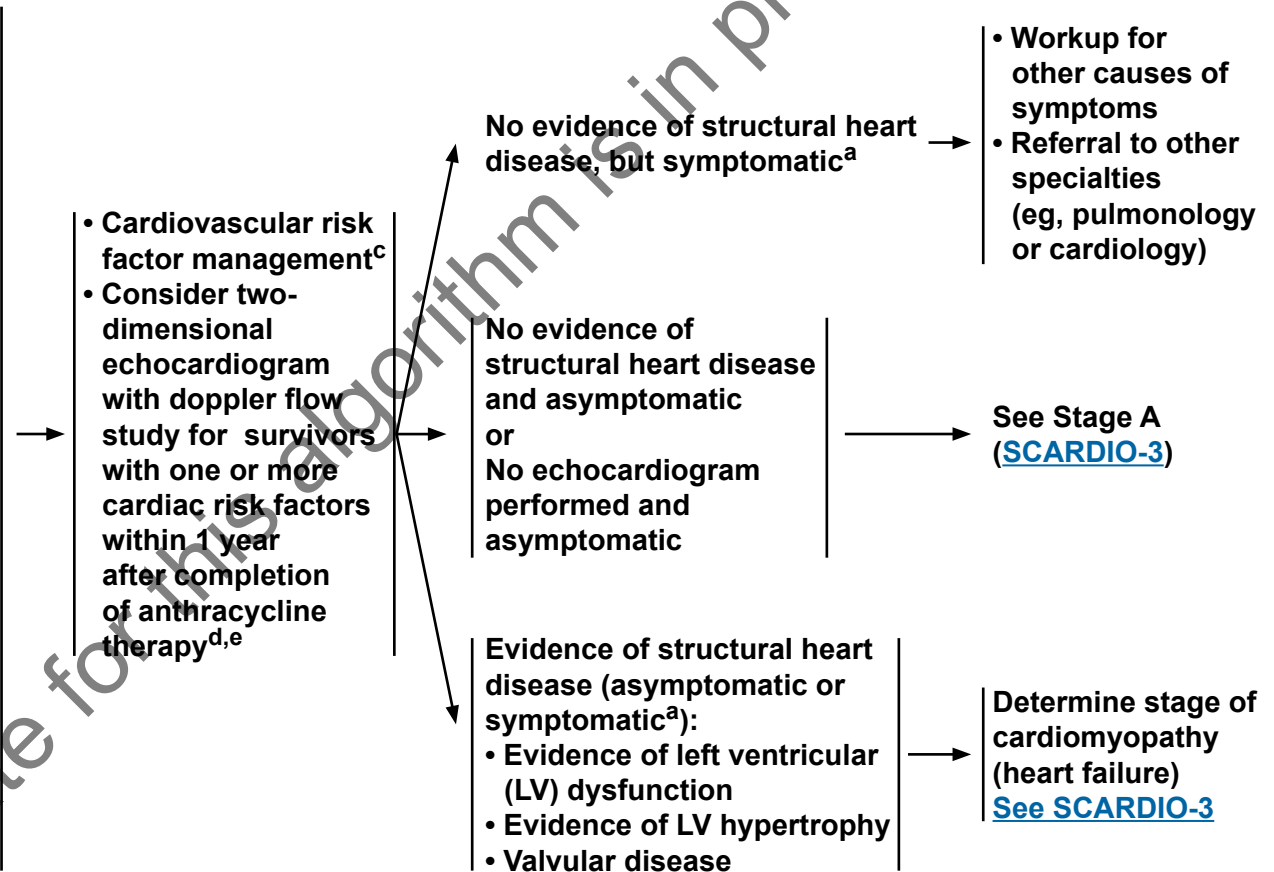 • Cardiovascular risk
factor managementᶜ
• Consider two-
dimensional
echocardiogram
with doppler flow
study for survivors
with one or more
cardiac risk factors
within 1 year
after completion
of anthracycline
therapyᵈ,ᵉ
No evidence of structural heart
disease, but symptomaticᵃ
• Workup for
other causes of
symptoms
• Referral to other
specialties
(eg, pulmonology
or cardiology)
No evidence of
structural heart disease
and asymptomatic
or
No echocardiogram
performed and
asymptomatic
See Stage A
(SCARDIO-3)
Evidence of structural heart
disease (asymptomatic or
symptomaticᵃ):
• Evidence of left ventricular
(LV) dysfunction
• Evidence of LV hypertrophy
• Valvular disease
Determine stage of
cardiomyopathy
(heart failure)
See SCARDIO-3
for this algorithm is in